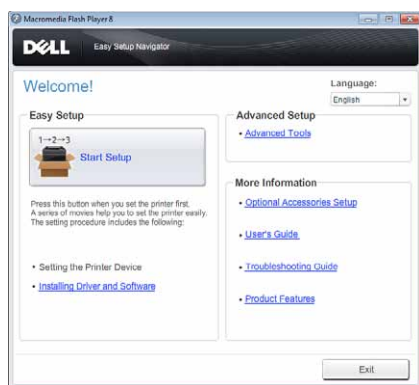 Macromedia Flash Player 8
DELL Easy Setup Navigator
Welcome!
Language:
English
Easy Setup
1→2→3
Start Setup
Press this button when you set the printer first.
A series of movies help you to set the printer easily.
The setting procedure includes the following:
• Setting the Printer Device
• Installing Driver and Software
Advanced Setup
• Advanced Tools
More Information
• Optional Accessories Setup
• User's Guide
• Troubleshooting Guide
• Product Features
Exit